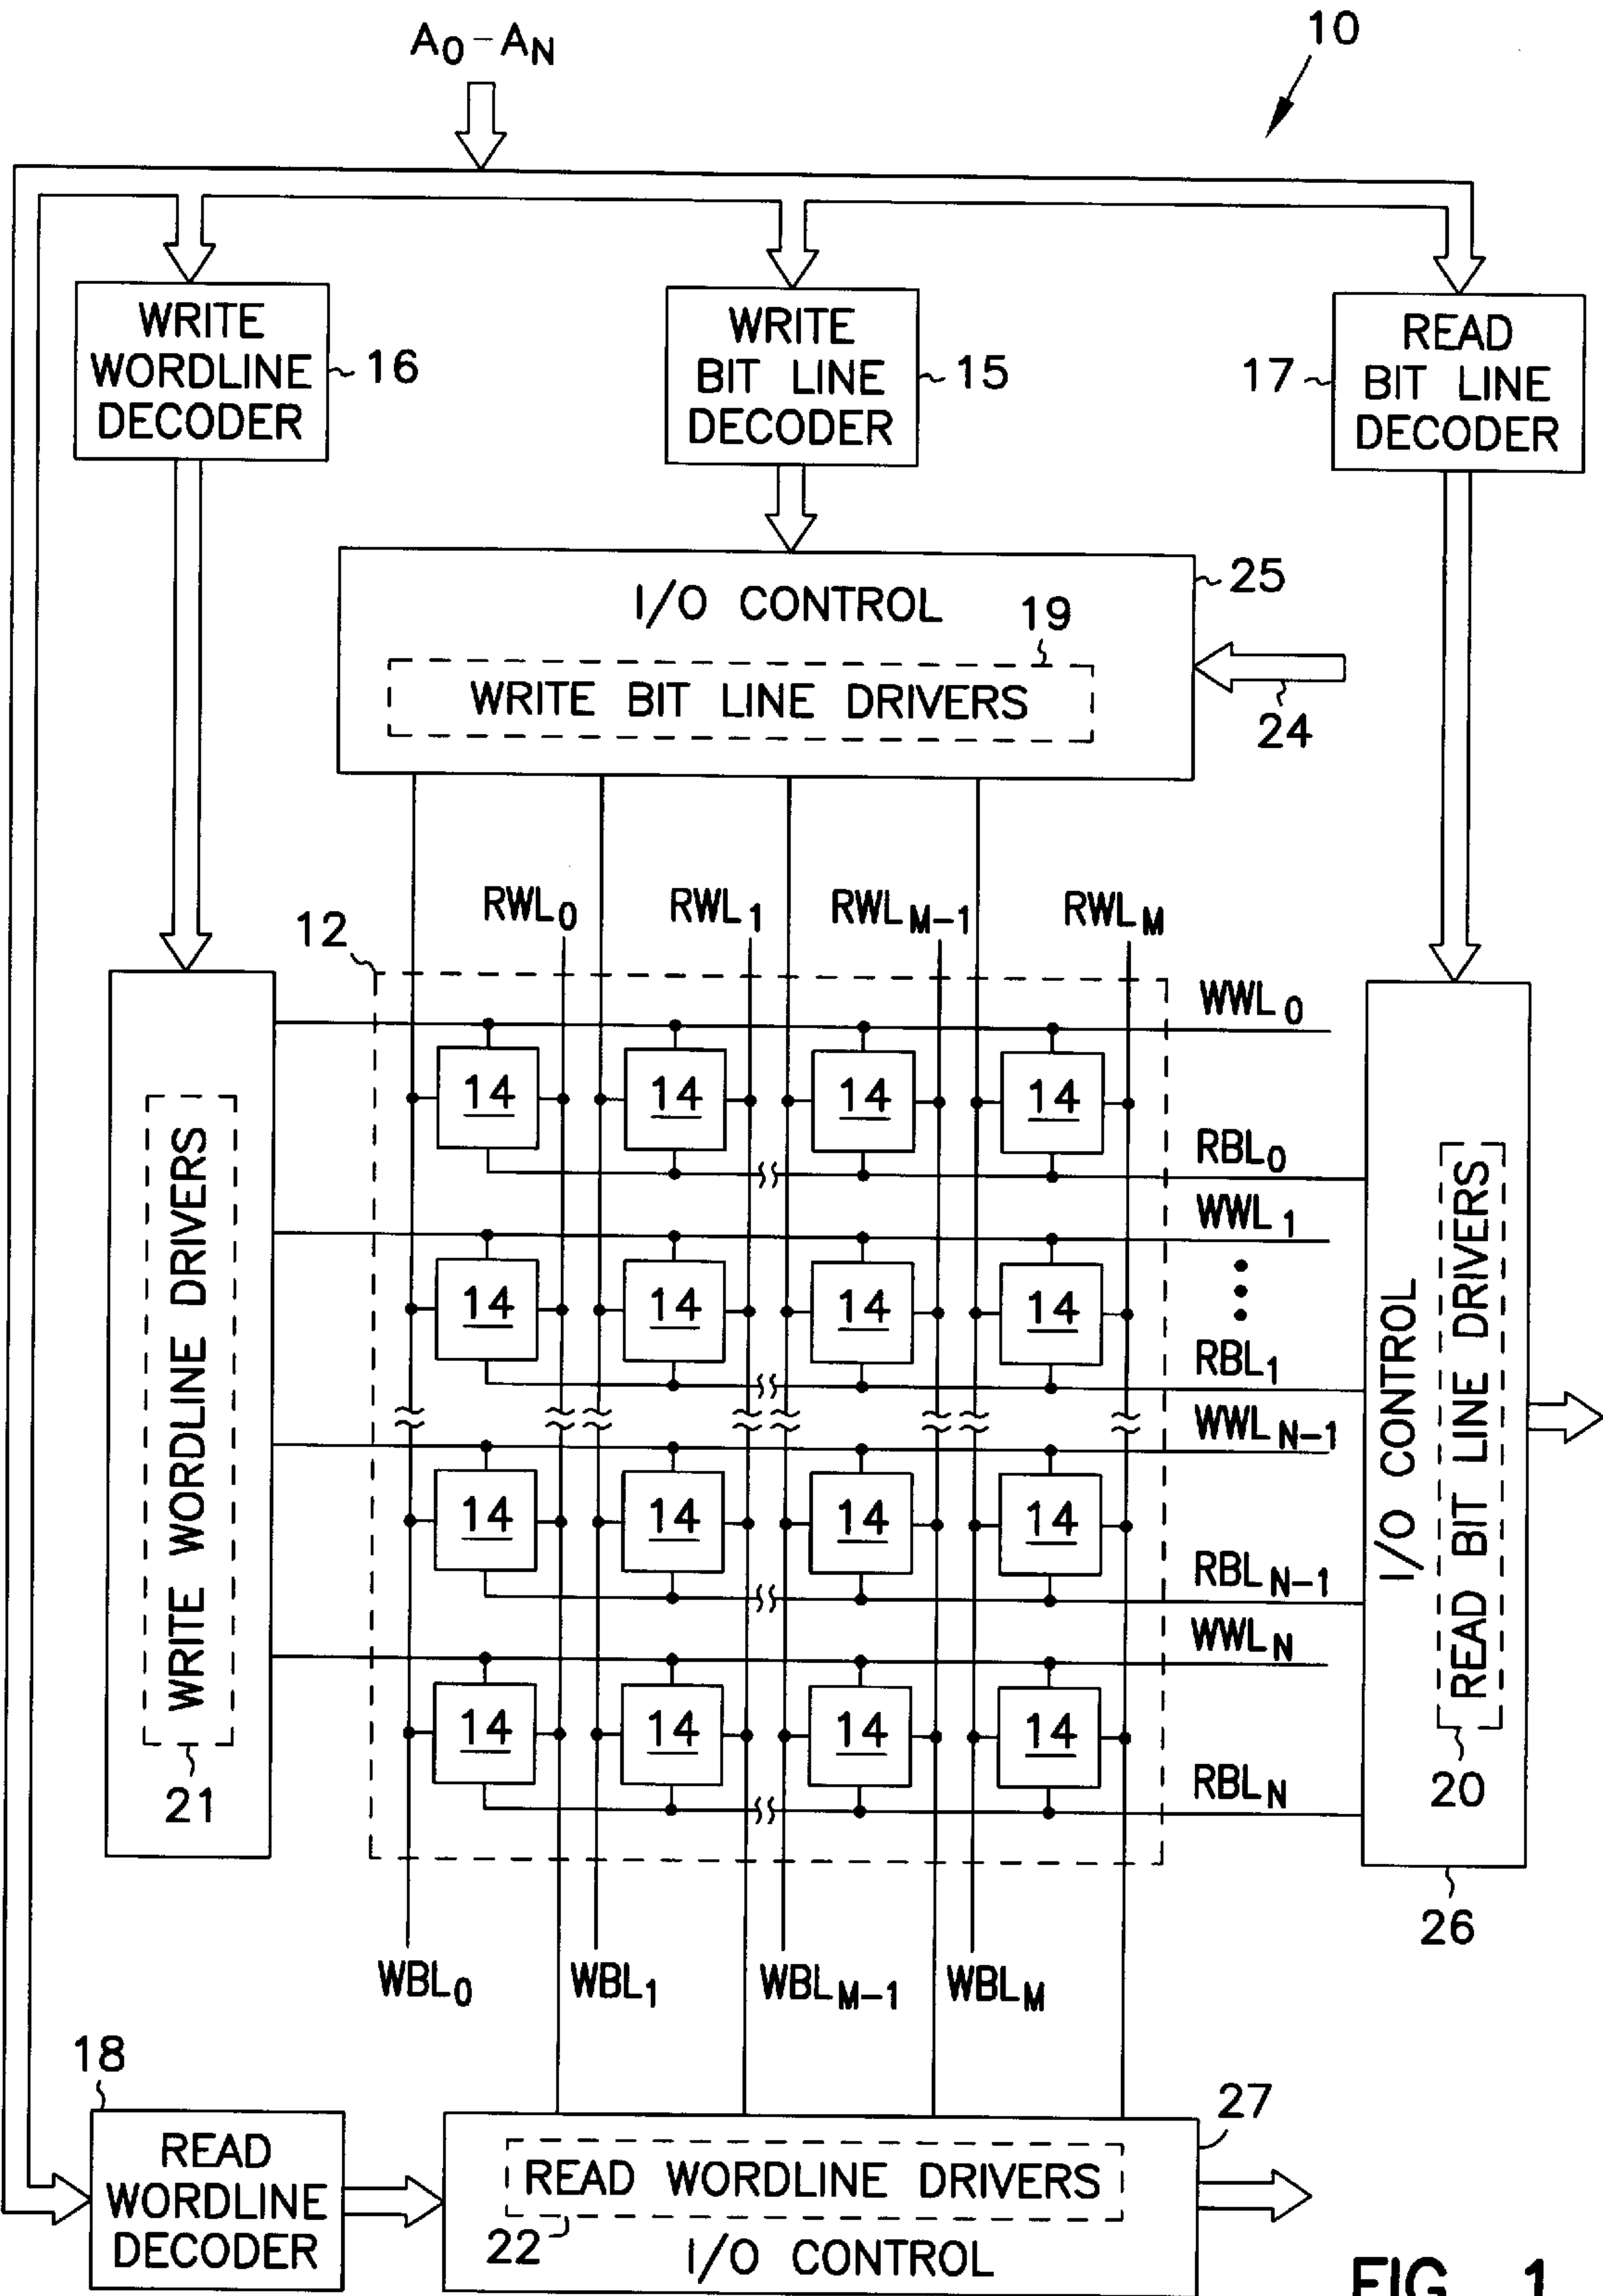 A0-AN
10
WRITE
WORDLINE
DECODER
16
WRITE
BIT LINE
DECODER
15
17
READ
BIT LINE
DECODER
I/O CONTROL
25
19
WRITE BIT LINE DRIVERS
24
12
RWL0
RWL1
RWLM-1
RWLM
WWL0
14 14 14 14
RBL0
WWL1
14 14 14 14
RBL1
WWLN-1
14 14 14 14
RBLN-1
WWLN
14 14 14 14
RBLN
WRITE WORDLINE DRIVERS
21
I/O CONTROL
READ BIT LINE DRIVERS
20
26
WBL0
WBL1
WBLM-1
WBLM
18
READ
WORDLINE
DECODER
27
READ WORDLINE DRIVERS
22
I/O CONTROL
FIG. 1